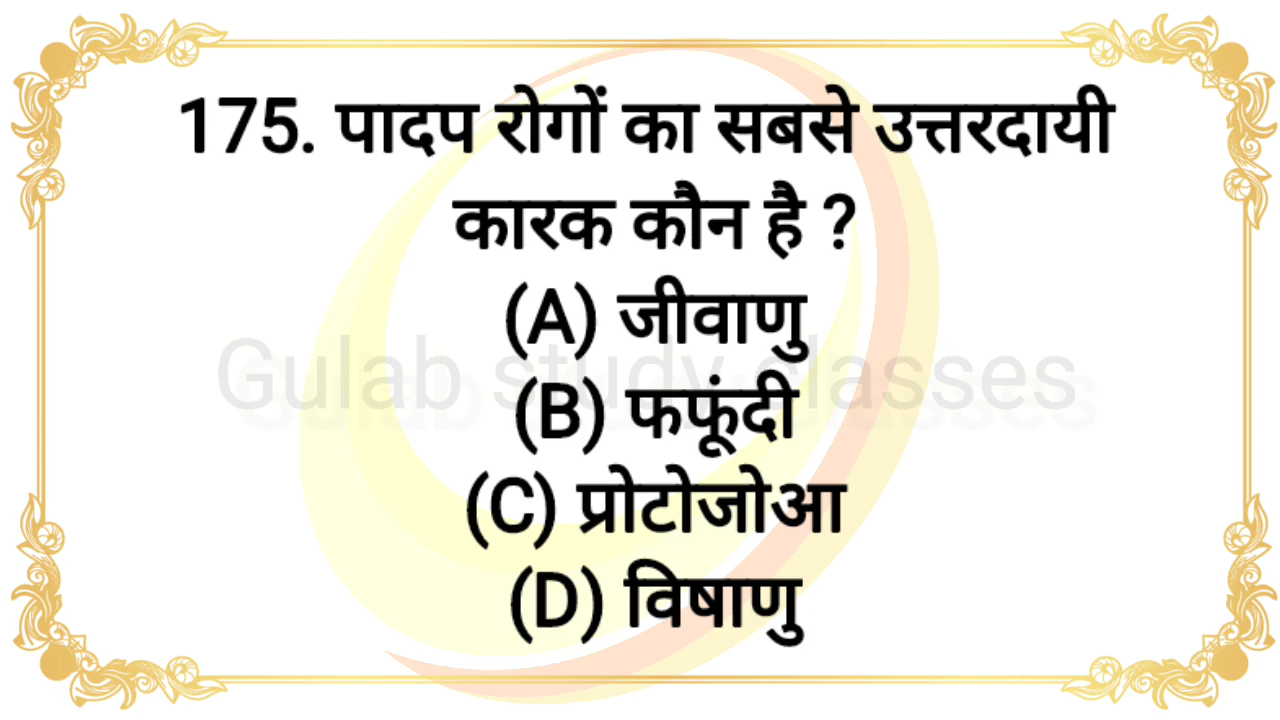 175. पादप रोगों का सबसे उत्तरदायी
कारक कौन है ?
(A) जीवाणु
Gulab study classes
(B) फफूंदी
(C) प्रोटोजोआ
(D) विषाणु